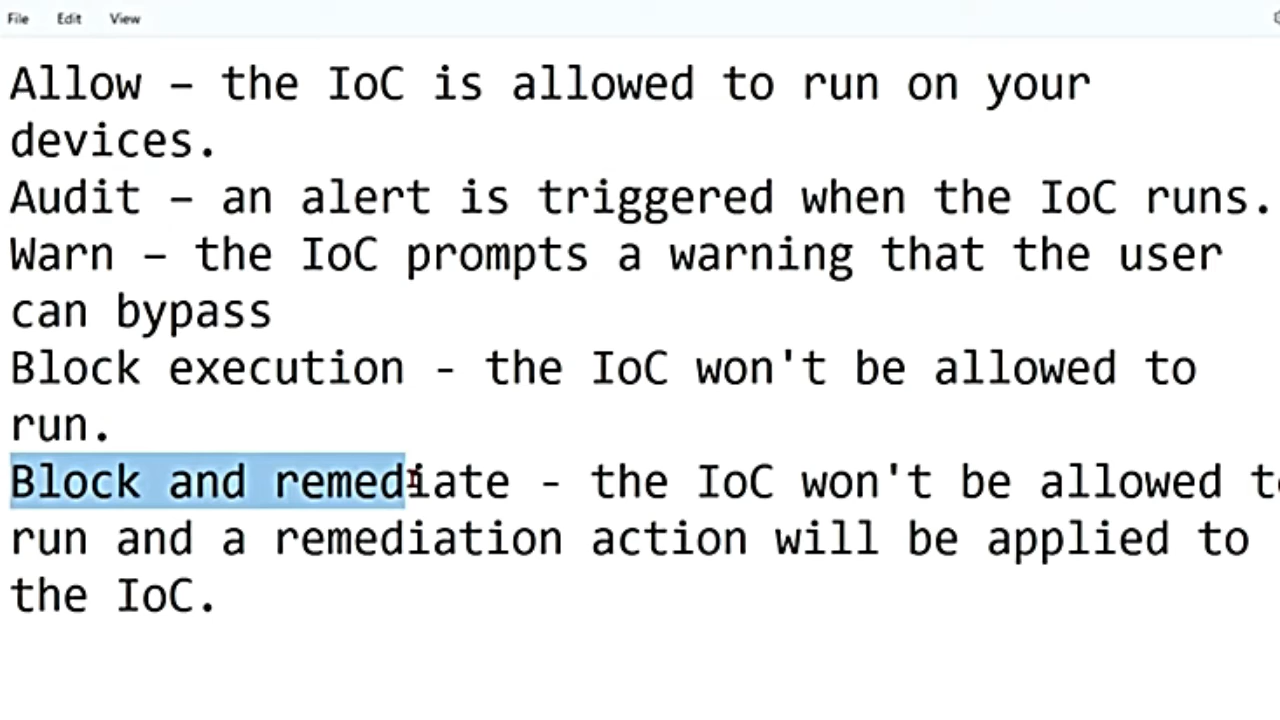 File Edit View
Allow – the IoC is allowed to run on your
devices.
Audit – an alert is triggered when the IoC runs.
Warn – the IoC prompts a warning that the user
can bypass
Block execution - the IoC won't be allowed to
run.
Block and remediate - the IoC won't be allowed to
run and a remediation action will be applied to
the IoC.